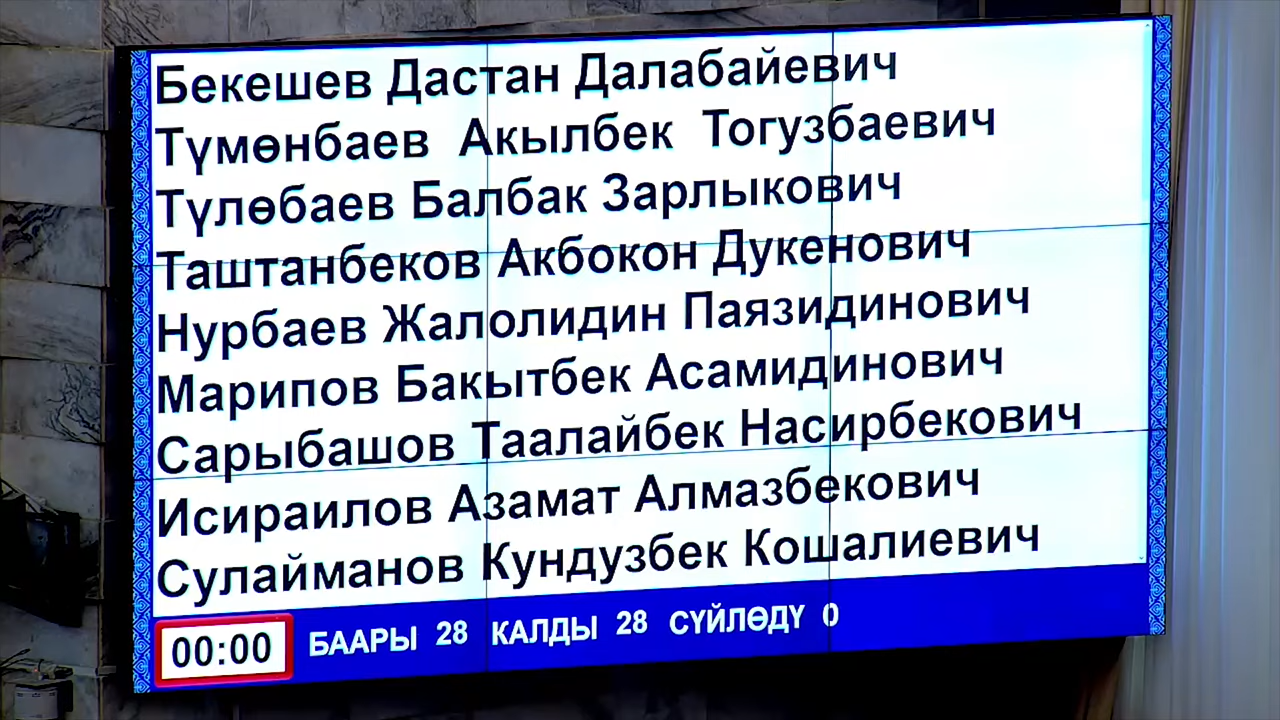 Бекешев Дастан Далабайевич
Түмөнбаев Акылбек Тогузбаевич
Түлөбаев Балбак Зарлыкович
Таштанбеков Акбокон Дукенович
Нурбаев Жалолидин Паязидинович
Марипов Бакытбек Асамидинович
Сарыбашов Таалайбек Насирбекович
Исираилов Азамат Алмазбекович
Сулайманов Кундузбек Кошалиевич
00:00 БААРЫ 28 КАЛДЫ 28 СҮЙЛӨДҮ 0